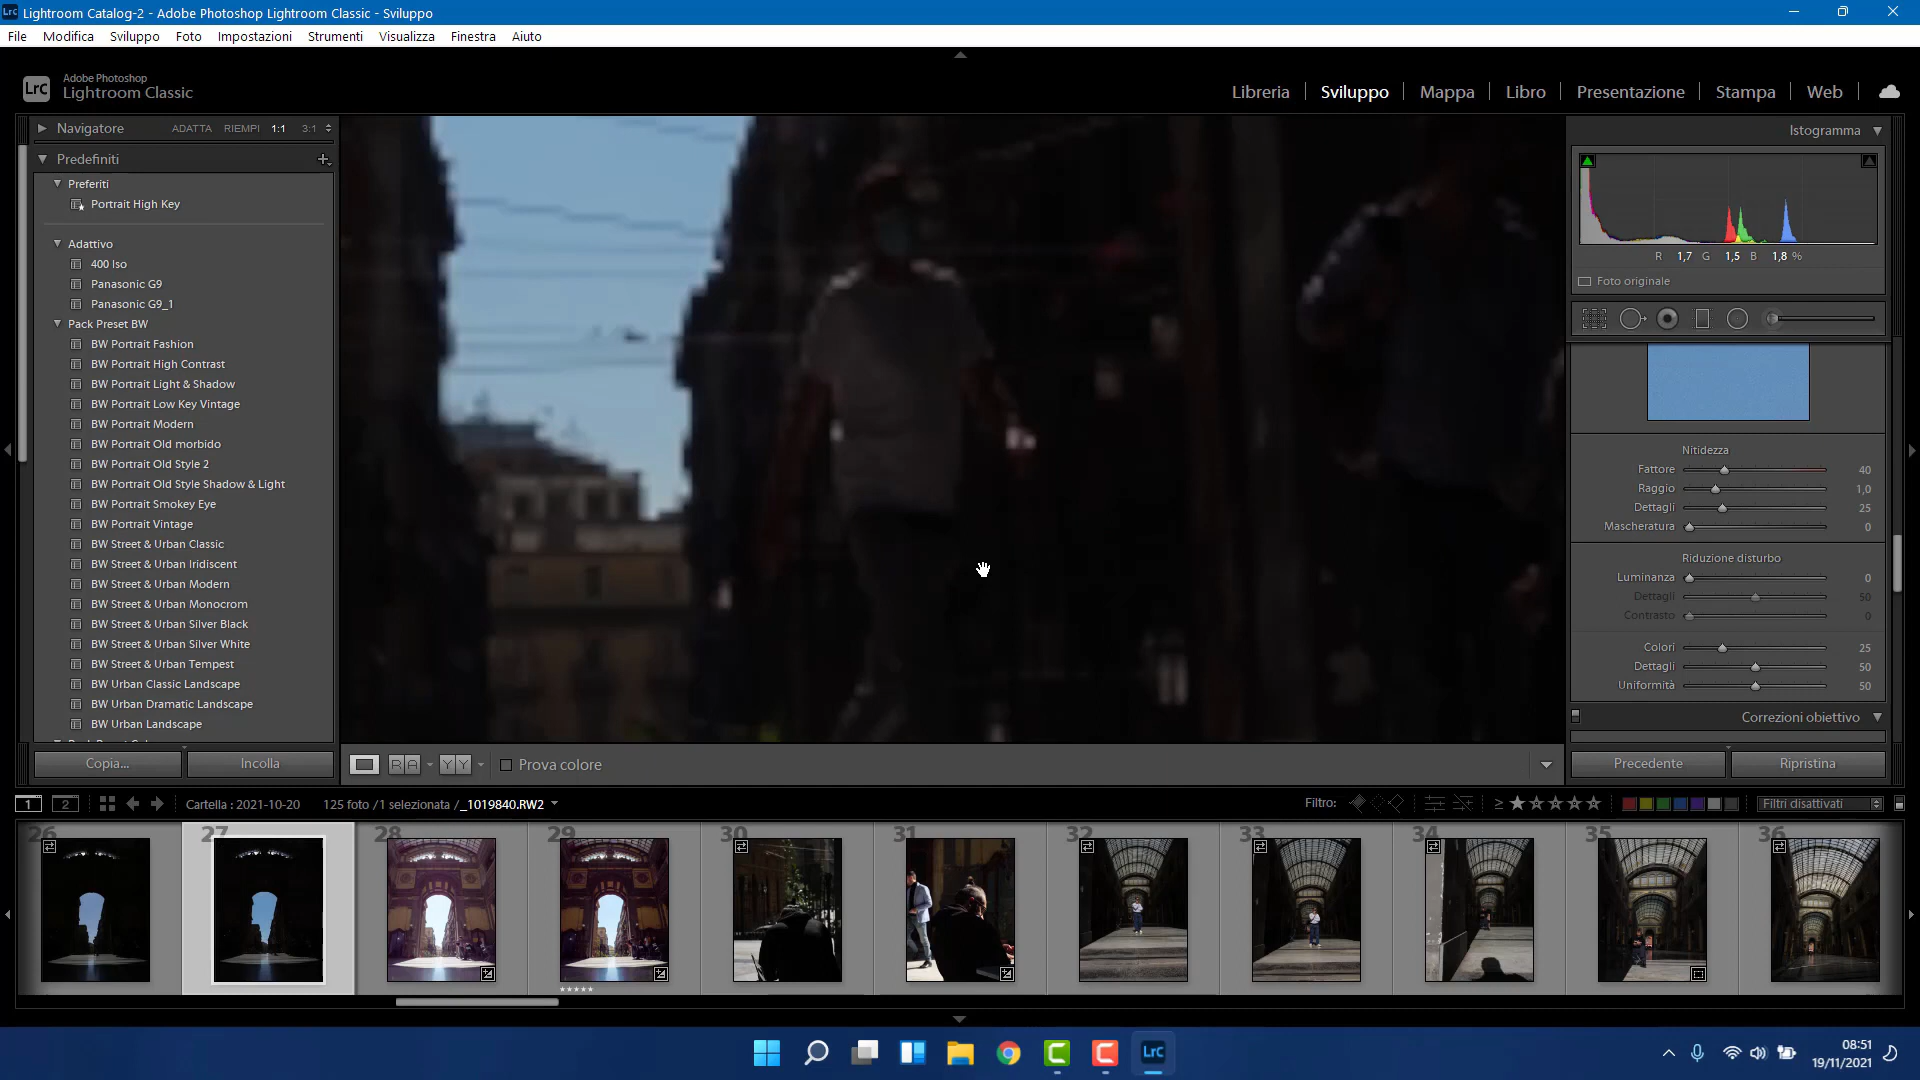 Lightroom Catalog-2 - Adobe Photoshop Lightroom Classic - Sviluppo
File Modifica Sviluppo Foto Impostazioni Strumenti Visualizza Finestra Aiuto
LrC Adobe Photoshop
Lightroom Classic
Libreria Sviluppo Mappa Libro Presentazione Stampa Web
Navigatore ADATTA RIEMPI 1:1 3:1
Predefiniti
Preferiti
Portrait High Key
Adattivo
400 Iso
Panasonic G9
Panasonic G9_1
Pack Preset BW
BW Portrait Fashion
BW Portrait High Contrast
BW Portrait Light & Shadow
BW Portrait Low Key Vintage
BW Portrait Modern
BW Portrait Old morbido
BW Portrait Old Style 2
BW Portrait Old Style Shadow & Light
BW Portrait Smokey Eye
BW Portrait Vintage
BW Street & Urban Classic
BW Street & Urban Iridiscent
BW Street & Urban Modern
BW Street & Urban Monocrom
BW Street & Urban Silver Black
BW Street & Urban Silver White
BW Street & Urban Tempest
BW Urban Classic Landscape
BW Urban Dramatic Landscape
BW Urban Landscape
Copia... Incolla
R A Y Y Prova colore
Istogramma
R 1,7 G 1,5 B 1,8 %
Foto originale
Nitidezza
Fattore 40
Raggio 1,0
Dettagli 25
Mascheratura 0
Riduzione disturbo
Luminanza 0
Dettagli 50
Contrasto 0
Colori 25
Dettagli 50
Uniformità 50
Correzioni obiettivo
Precedente Ripristina
1 2 Cartella : 2021-10-20 125 foto /1 selezionata /_1019840.RW2 Filtro: ≥ Filtri disattivati
26 27 28 29 30 31 32 33 34 35 36
LrC
08:51
19/11/2021